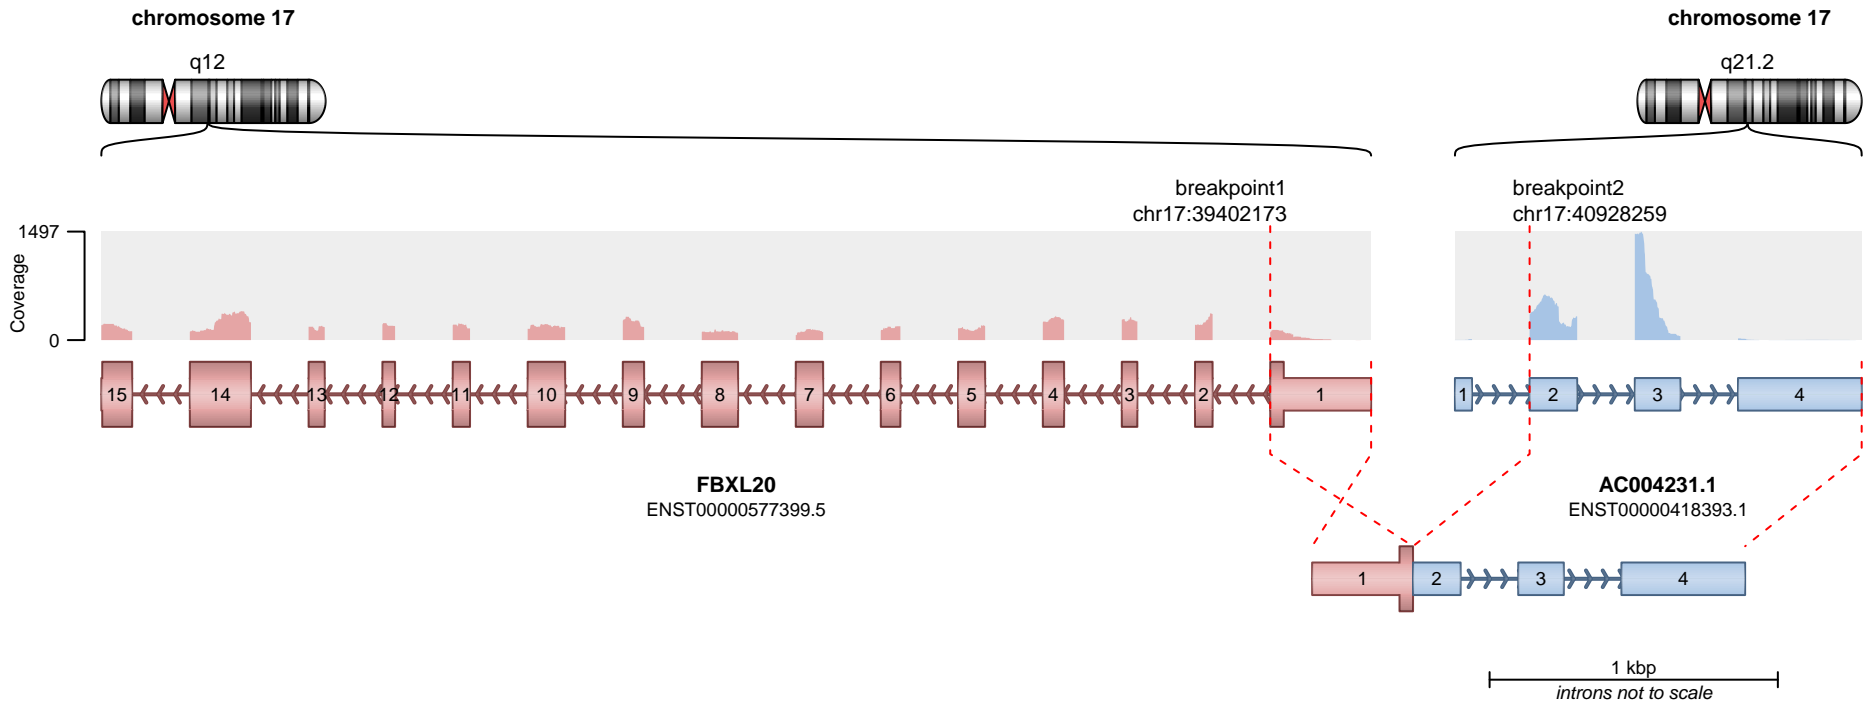 chromosome 17
chromosome 17
q12
q21.2
breakpoint1
chr17:39402173
breakpoint2
chr17:40928259
1497
Coverage
0
15 14 13 12 11 10 9 8 7 6 5 4 3 2 1
1 2 3 4
FBXL20
ENST00000577399.5
AC004231.1
ENST00000418393.1
1 2 3 4
1 kbp
introns not to scale